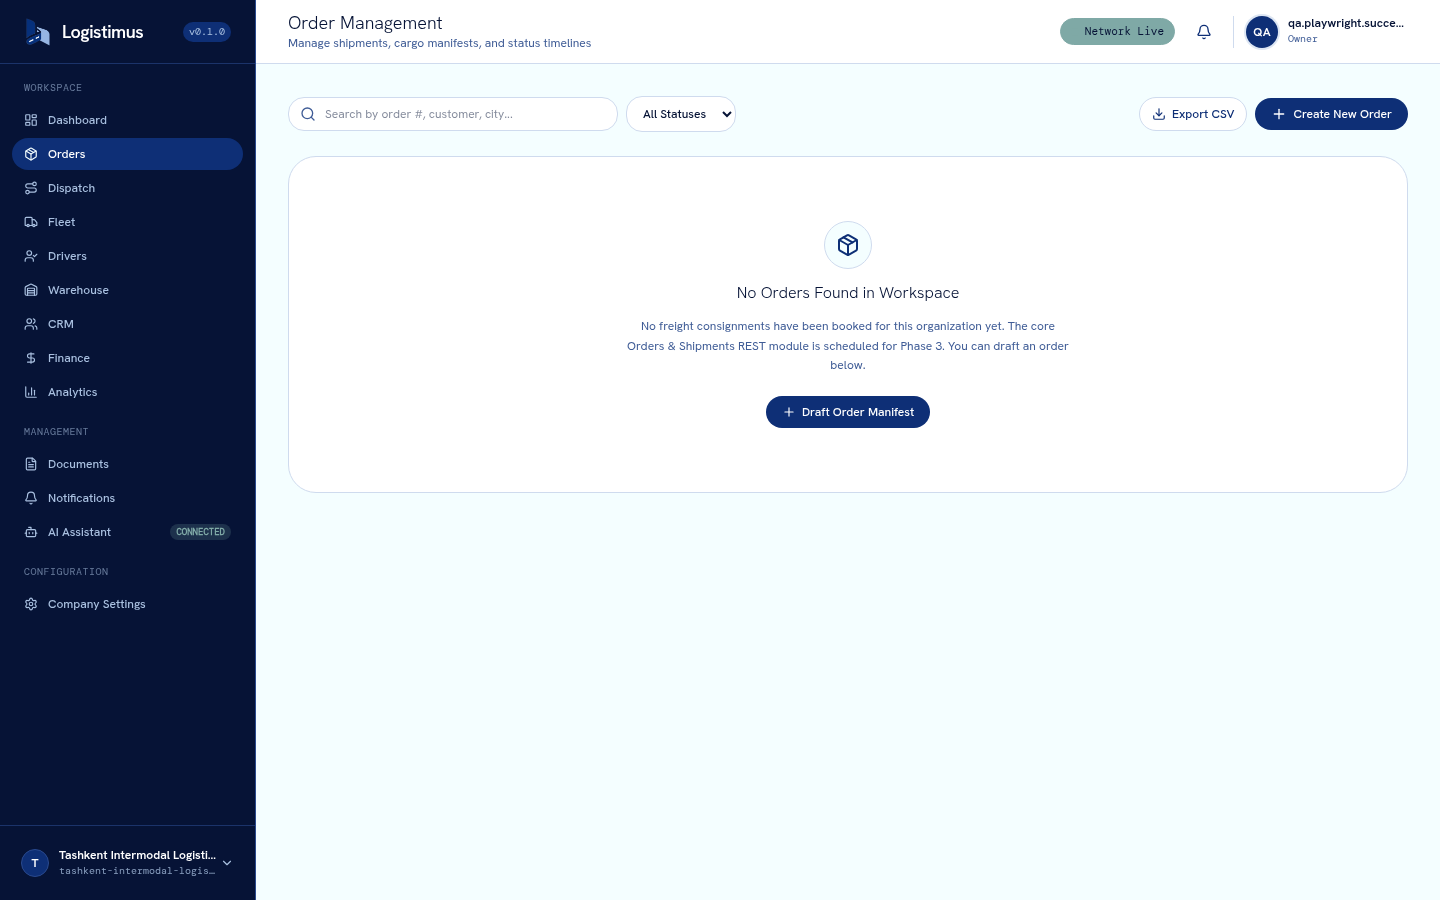 Logistimus
v0.1.0
WORKSPACE
Dashboard
Orders
Dispatch
Fleet
Drivers
Warehouse
CRM
Finance
Analytics
MANAGEMENT
Documents
Notifications
AI Assistant
CONNECTED
CONFIGURATION
Company Settings
T
Tashkent Intermodal Logisti...
tashkent-intermodal-logis...
Order Management
Manage shipments, cargo manifests, and status timelines
Network Live
QA
qa.playwright.succe...
Owner
Search by order #, customer, city...
All Statuses
Export CSV
Create New Order
No Orders Found in Workspace
No freight consignments have been booked for this organization yet. The core
Orders & Shipments REST module is scheduled for Phase 3. You can draft an order
below.
Draft Order Manifest